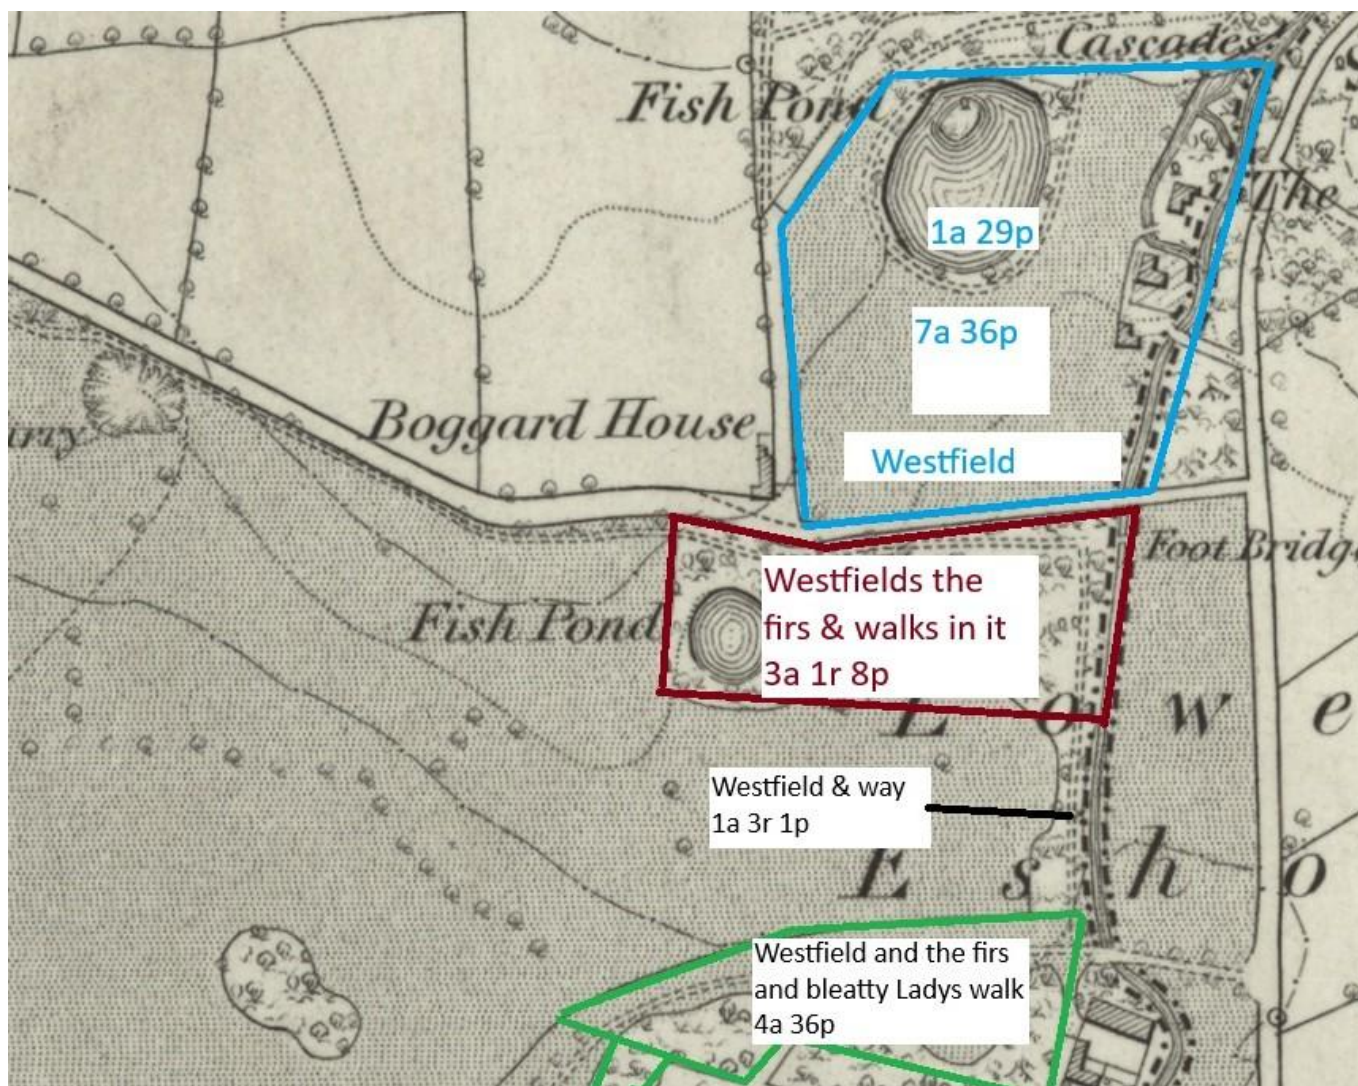 Cascades
Fish Pond
The
1a 29p
7a 36p
Boggard House
Westfield
Foot Bridge
Westfields the
firs & walks in it
3a 1r 8p
Fish Pond
L o w e
Westfield & way
1a 3r 1p
E s h o
Westfield and the firs
and bleatty Ladys walk
4a 36p